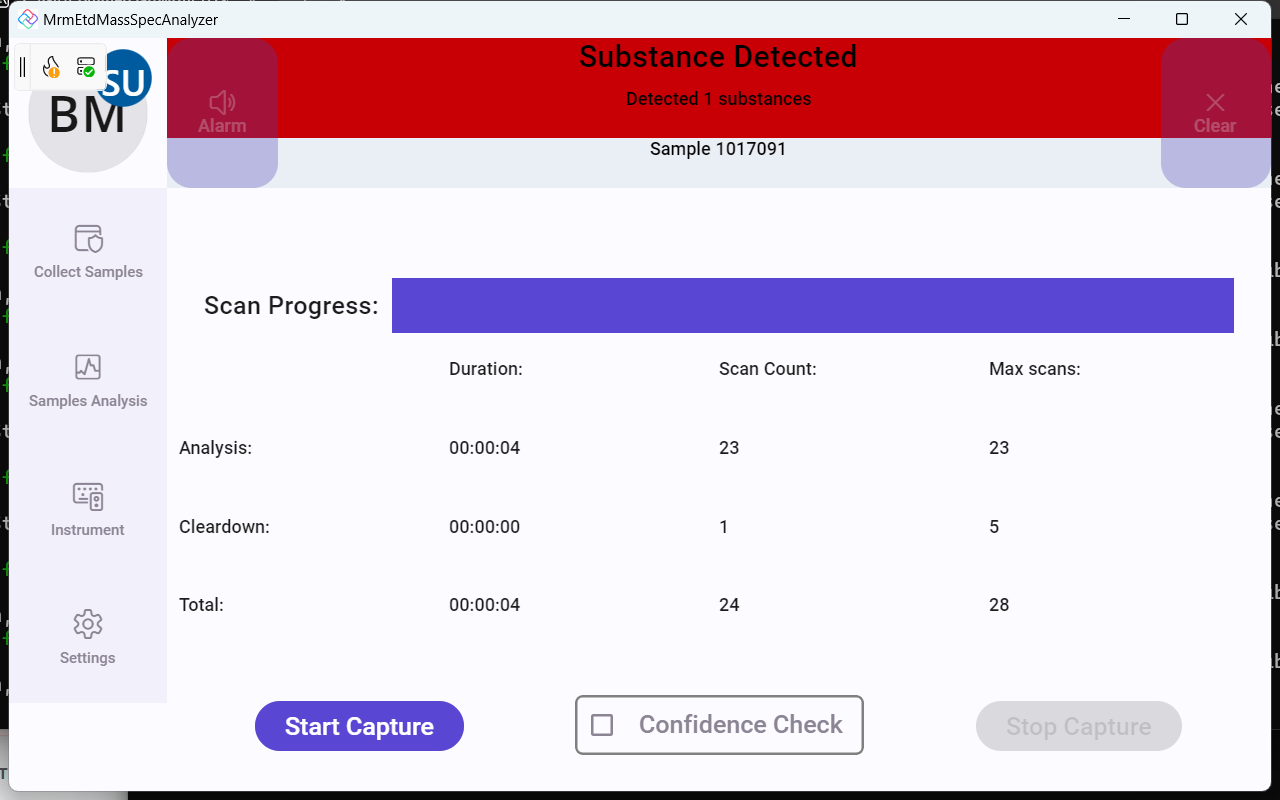 MrmEtdMassSpecAnalyzer
SU
BM
Substance Detected
Detected 1 substances
Alarm
Clear
Sample 1017091
Collect Samples
Samples Analysis
Instrument
Settings
Scan Progress:
Duration: Scan Count: Max scans:
Analysis: 00:00:04 23 23
Cleardown: 00:00:00 1 5
Total: 00:00:04 24 28
Start Capture
Confidence Check
Stop Capture